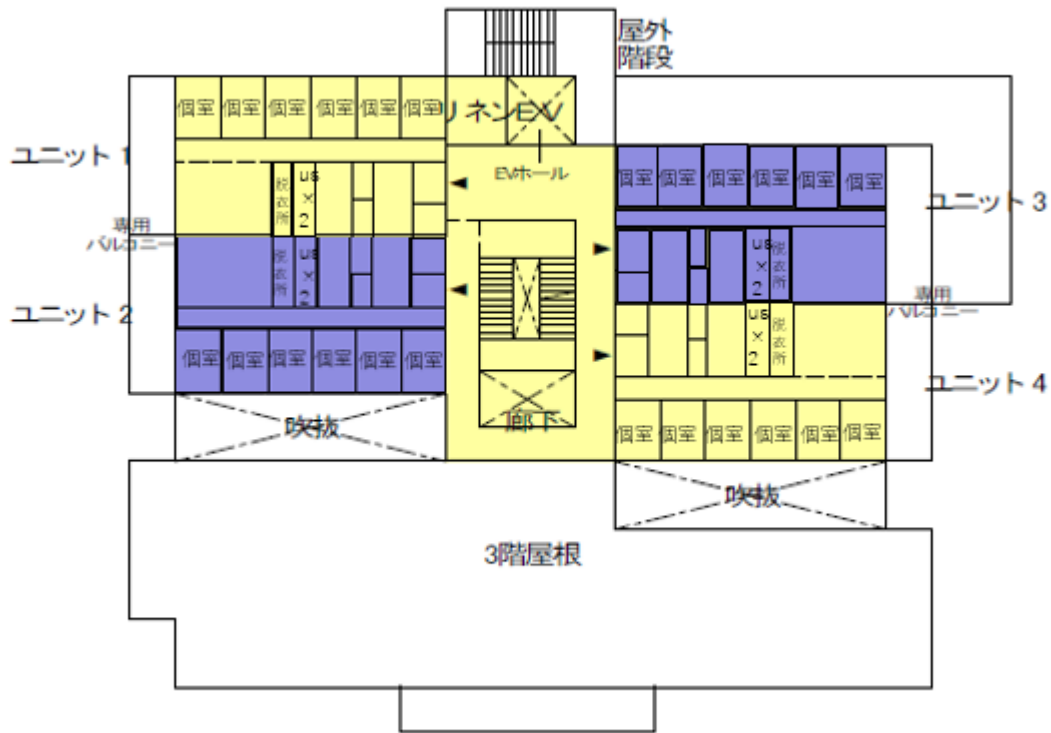 屋外
階段
個室 個室 個室 個室 個室 個室
リネンEV
ユニット 1
EVホール
個室 個室 個室 個室 個室 個室
脱衣所
us×2
ユニット 3
専用
バルコニー
脱衣所
us×2
us×2
脱衣所
ユニット 2
専用
バルコニー
us×2
脱衣所
個室 個室 個室 個室 個室 個室
ユニット 4
吹抜
廊下
個室 個室 個室 個室 個室 個室
吹抜
3階屋根